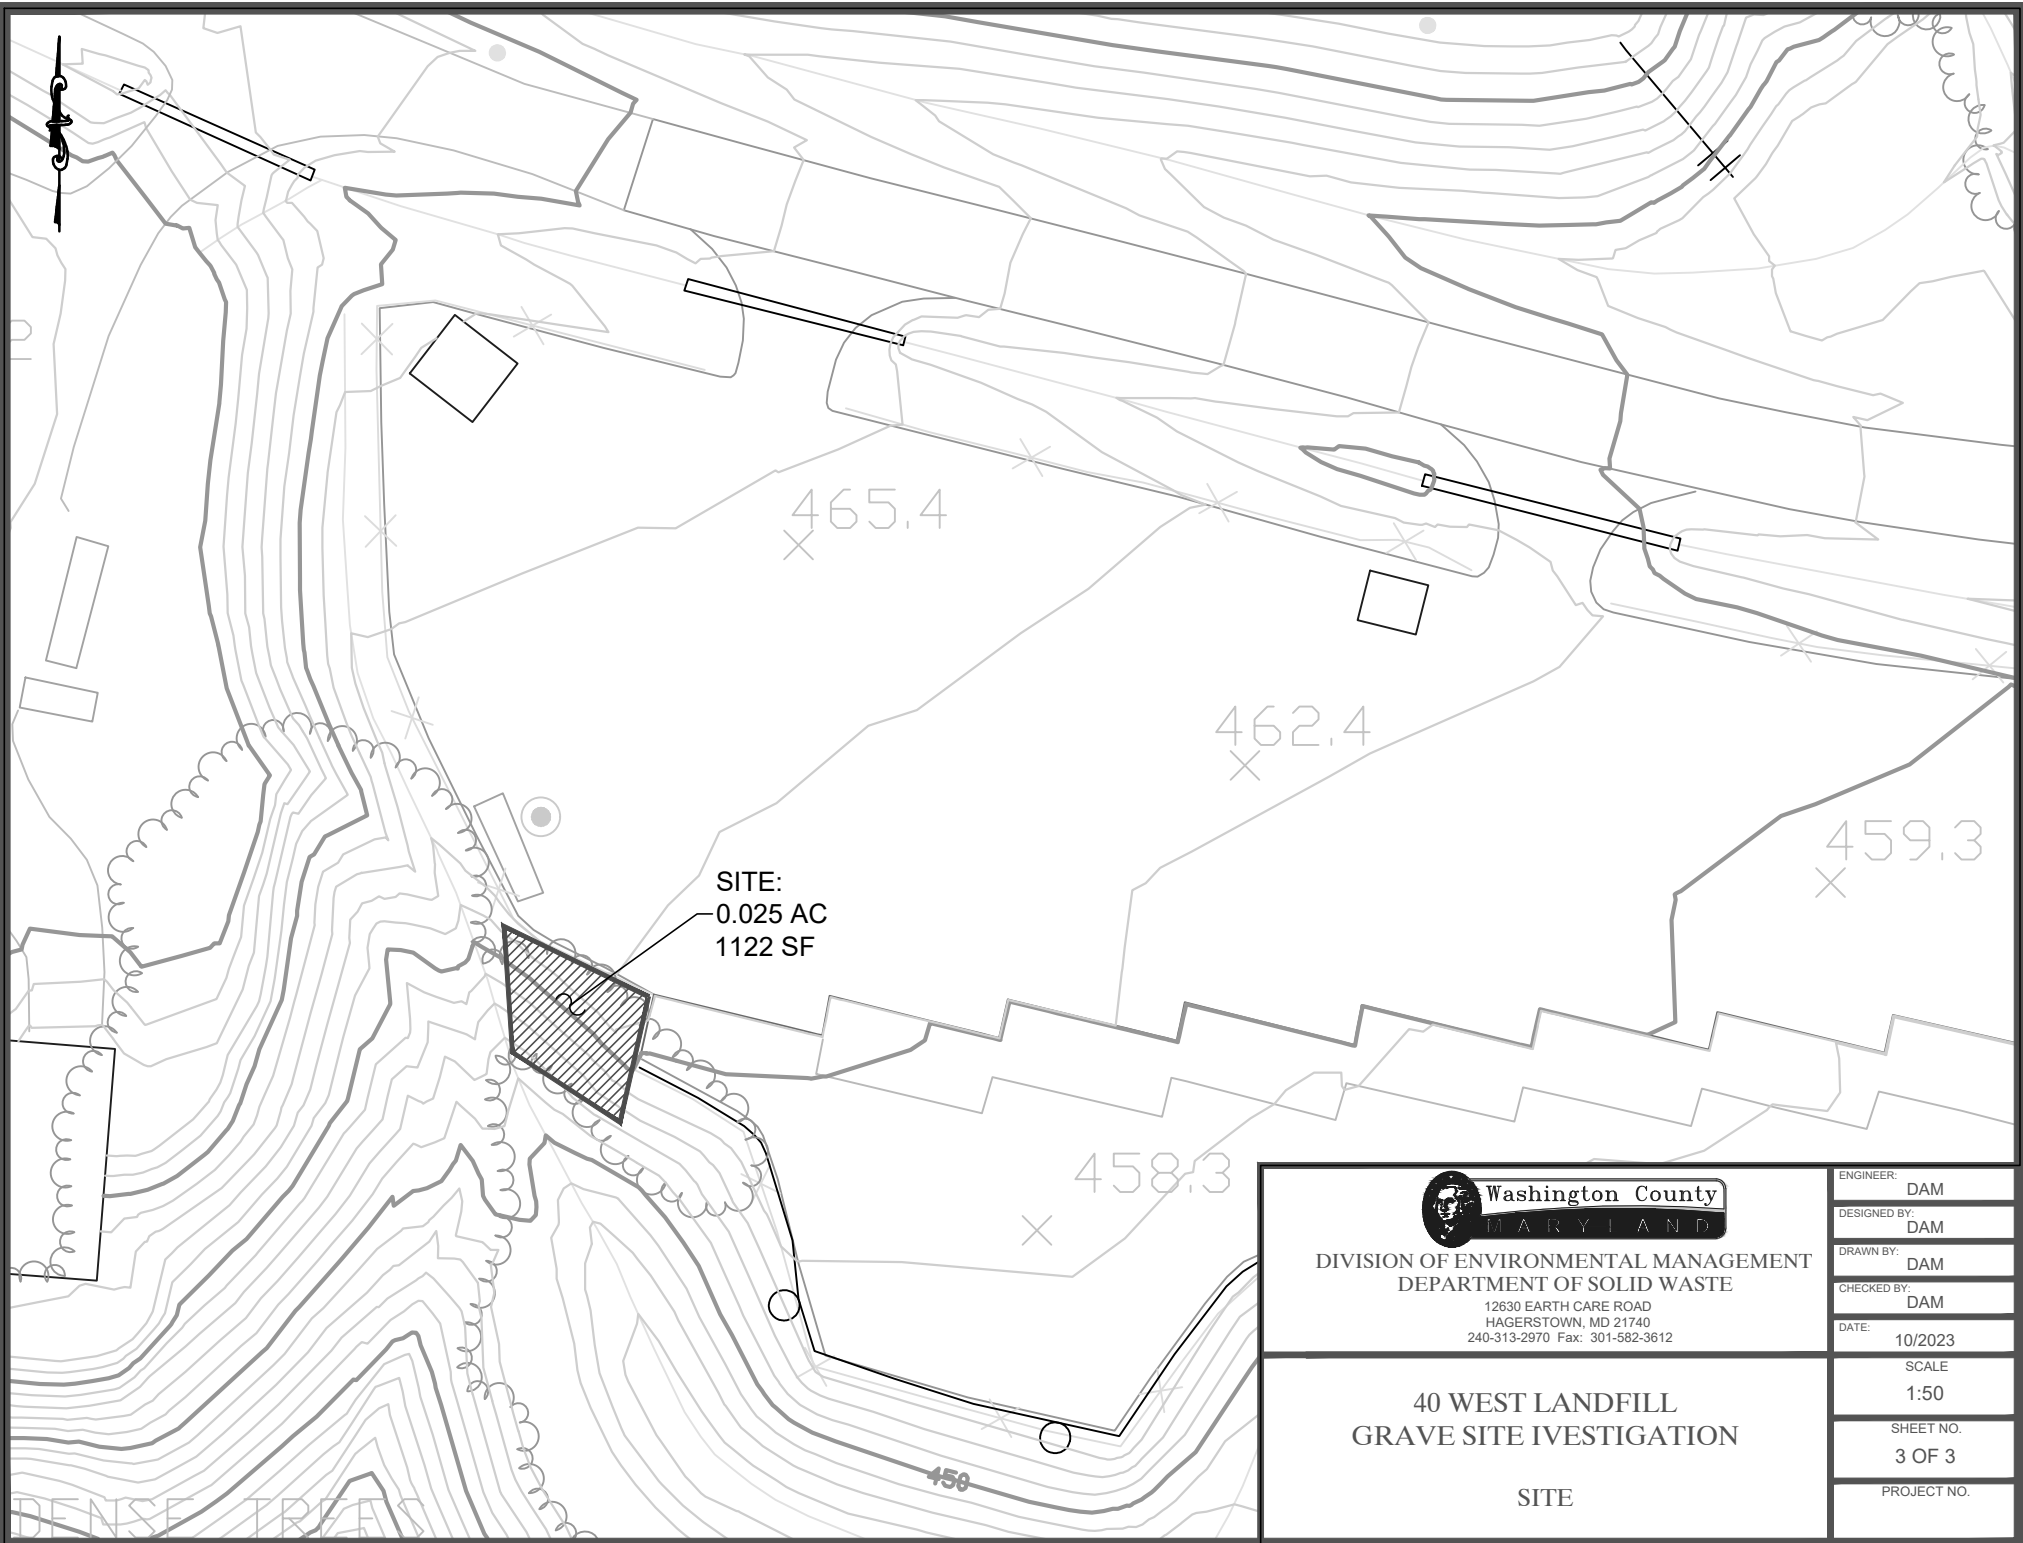 465.4
462.4
459.3
SITE:
0.025 AC
1122 SF
458.3
450
DENSE TREES
Washington County
MARYLAND
DIVISION OF ENVIRONMENTAL MANAGEMENT
DEPARTMENT OF SOLID WASTE
12630 EARTH CARE ROAD
HAGERSTOWN, MD 21740
240-313-2970 Fax: 301-582-3612
40 WEST LANDFILL
GRAVE SITE IVESTIGATION
SITE
ENGINEER:
DAM
DESIGNED BY:
DAM
DRAWN BY:
DAM
CHECKED BY:
DAM
DATE:
10/2023
SCALE
1:50
SHEET NO.
3 OF 3
PROJECT NO.